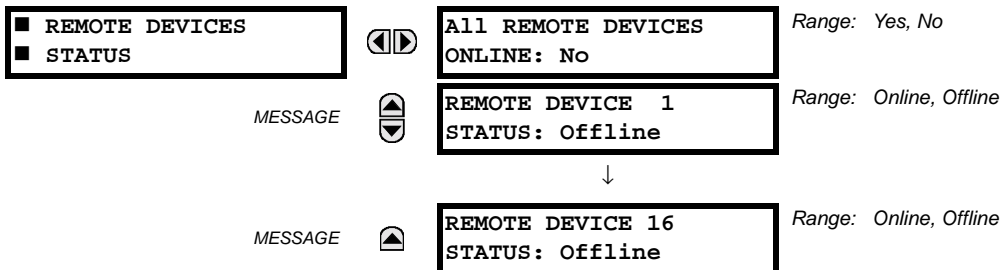 ■ REMOTE DEVICES
■ STATUS
All REMOTE DEVICES
ONLINE: No
Range: Yes, No
MESSAGE
REMOTE DEVICE 1
STATUS: Offline
Range: Online, Offline
↓
MESSAGE
REMOTE DEVICE 16
STATUS: Offline
Range: Online, Offline